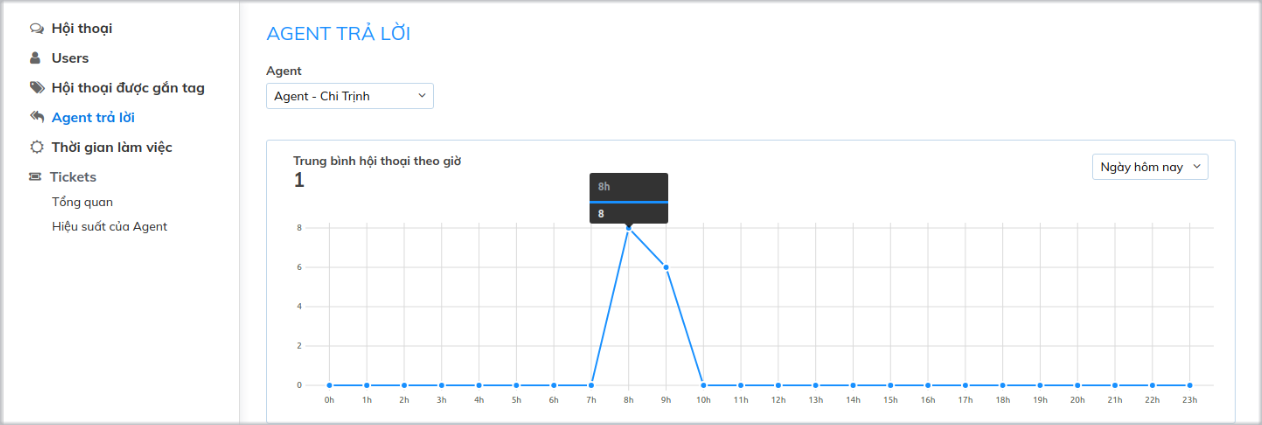 Hội thoại
Users
Hội thoại được gắn tag
Agent trả lời
Thời gian làm việc
Tickets
Tổng quan
Hiệu suất của Agent
AGENT TRẢ LỜI
Agent
Agent - Chi Trịnh
Trung bình hội thoại theo giờ
1
Ngày hôm nay
8h
8
8
6
4
2
0
0h 1h 2h 3h 4h 5h 6h 7h 8h 9h 10h 11h 12h 13h 14h 15h 16h 17h 18h 19h 20h 21h 22h 23h